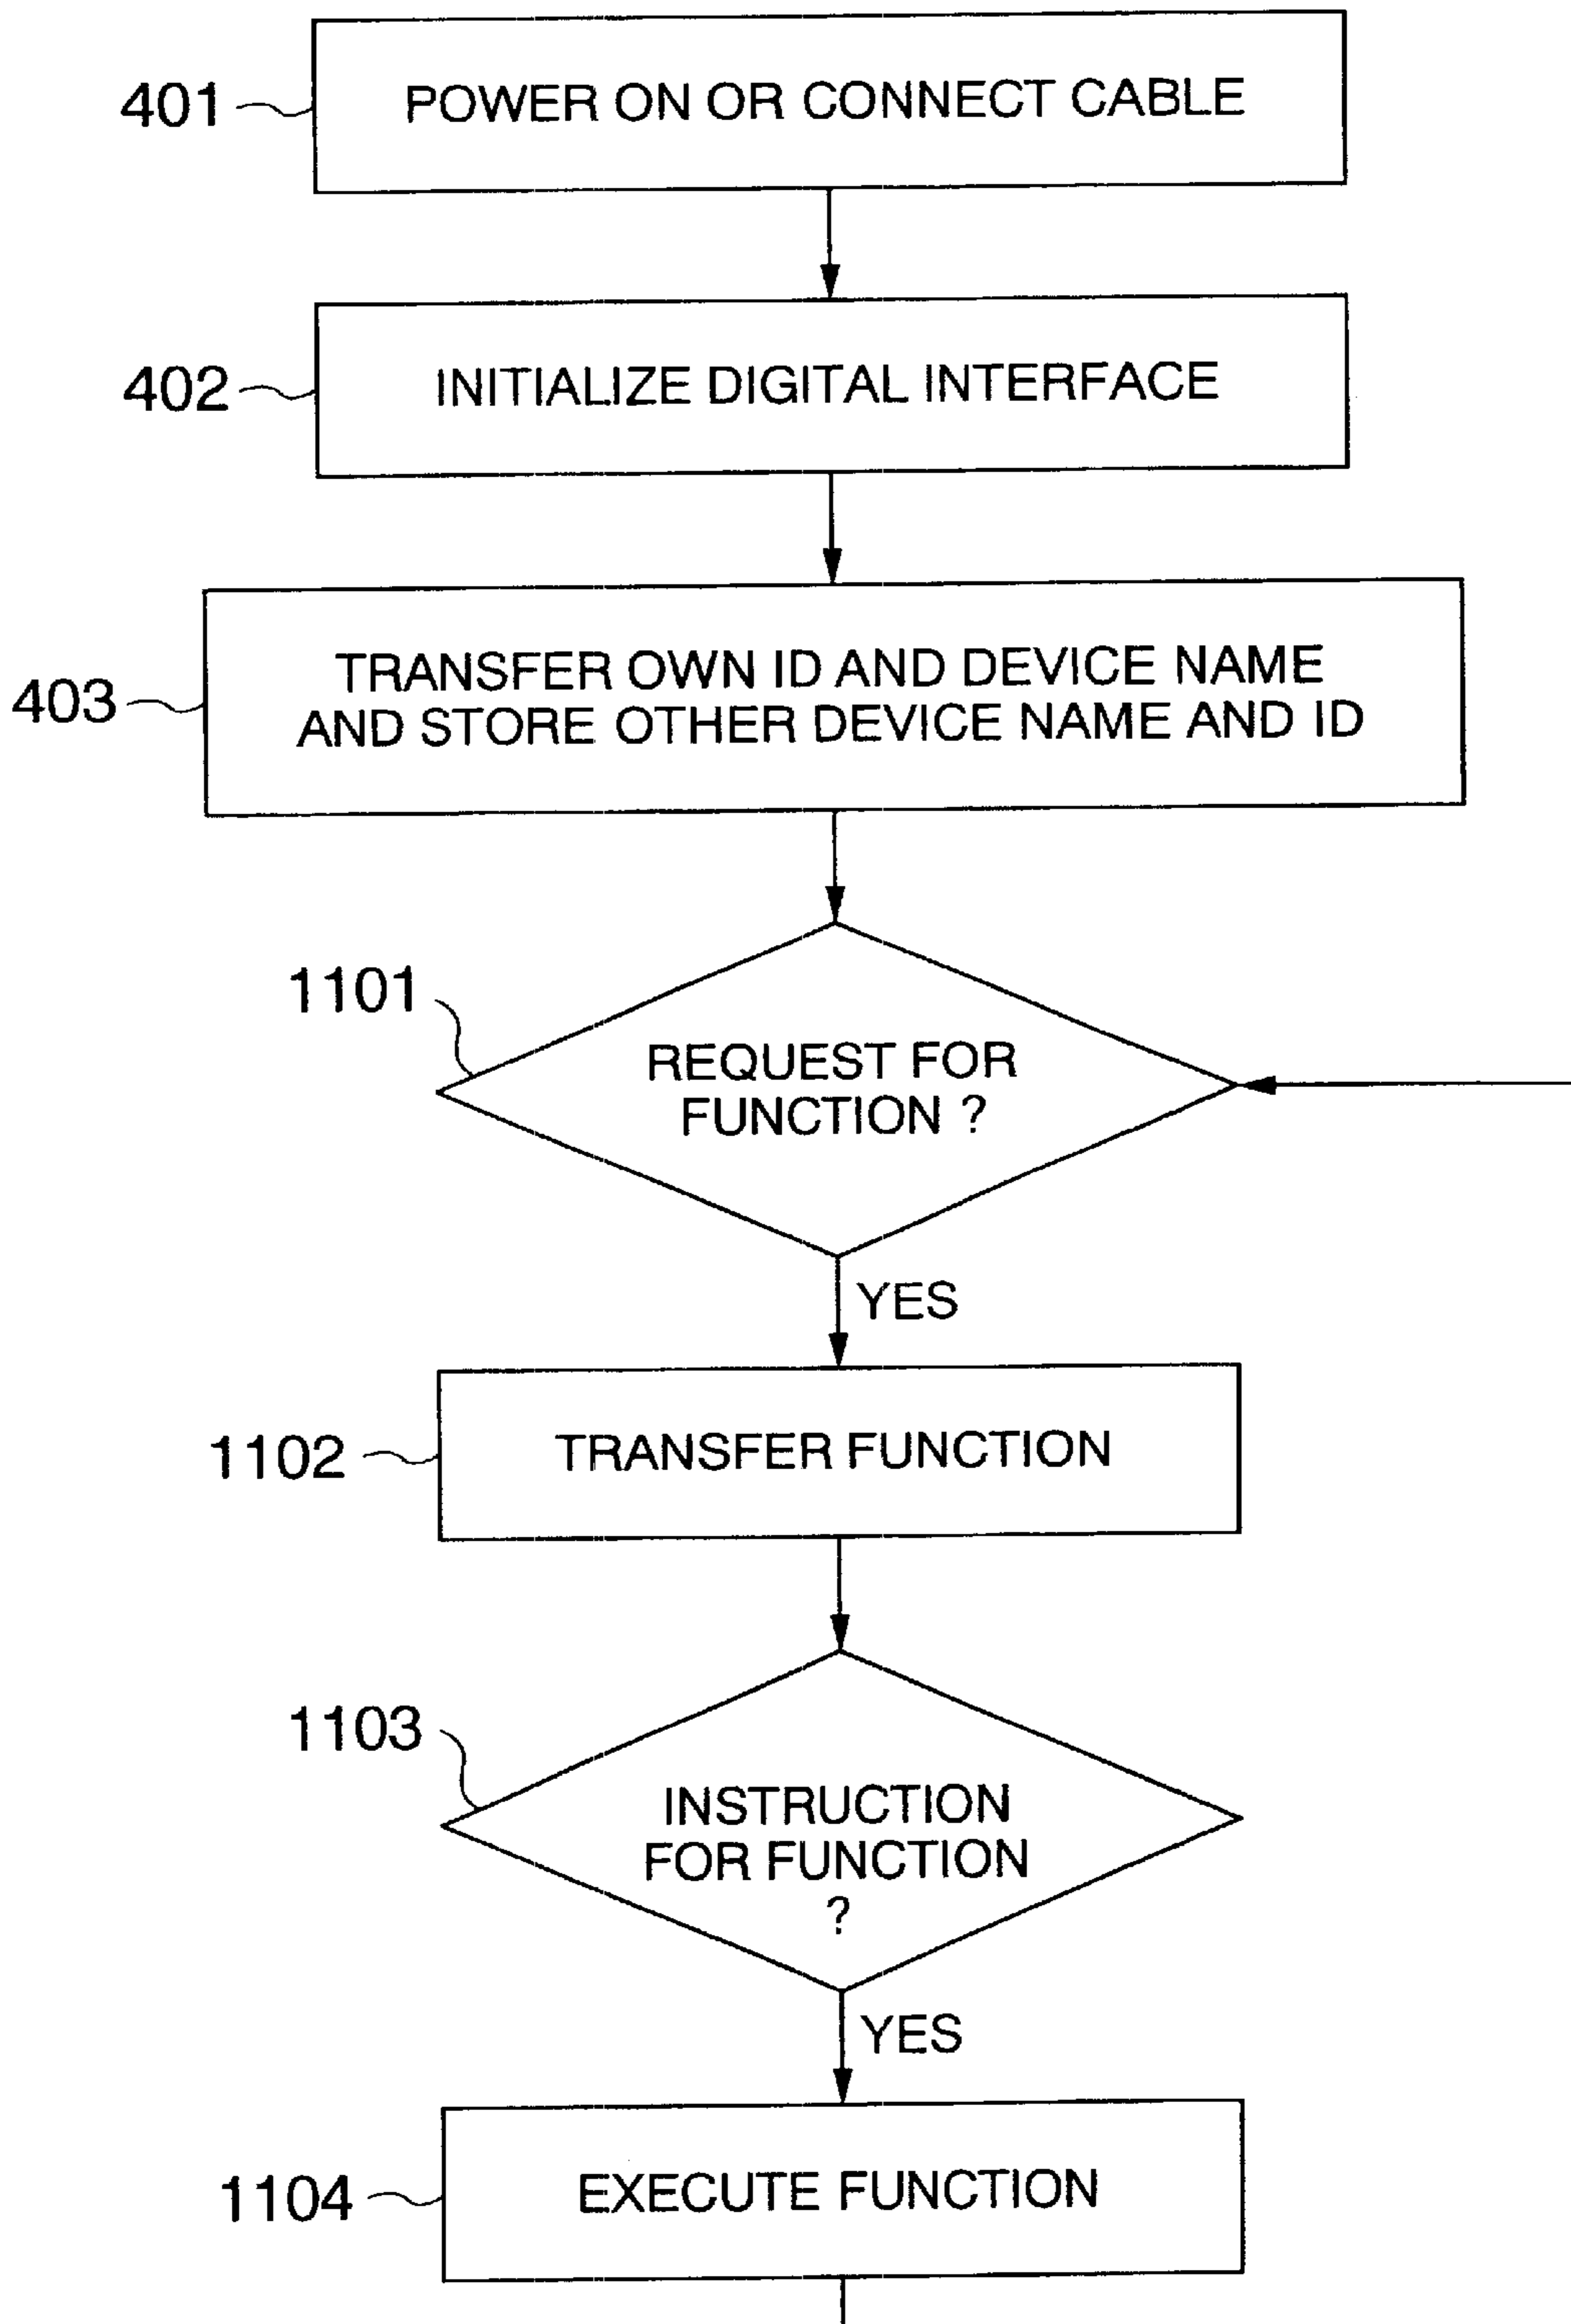 401
POWER ON OR CONNECT CABLE
402
INITIALIZE DIGITAL INTERFACE
403
TRANSFER OWN ID AND DEVICE NAME
AND STORE OTHER DEVICE NAME AND ID
1101
REQUEST FOR
FUNCTION ?
YES
1102
TRANSFER FUNCTION
1103
INSTRUCTION
FOR FUNCTION
?
YES
1104
EXECUTE FUNCTION